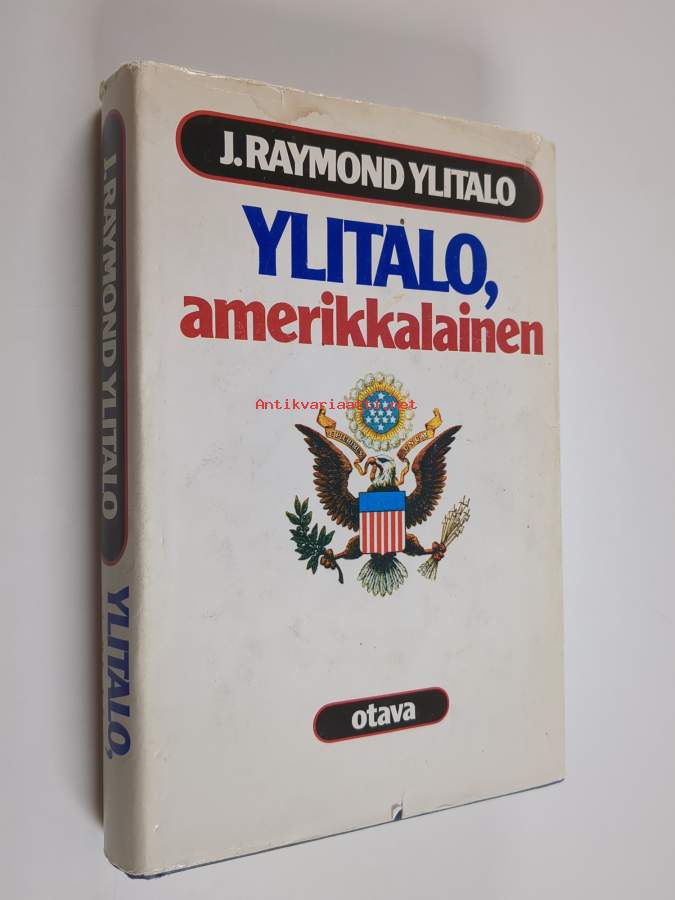 J. RAYMOND YLITALO
YLITALO,
amerikkalainen
Antikvariaatti.net
otava
J. RAYMOND YLITALO
YLITALO,